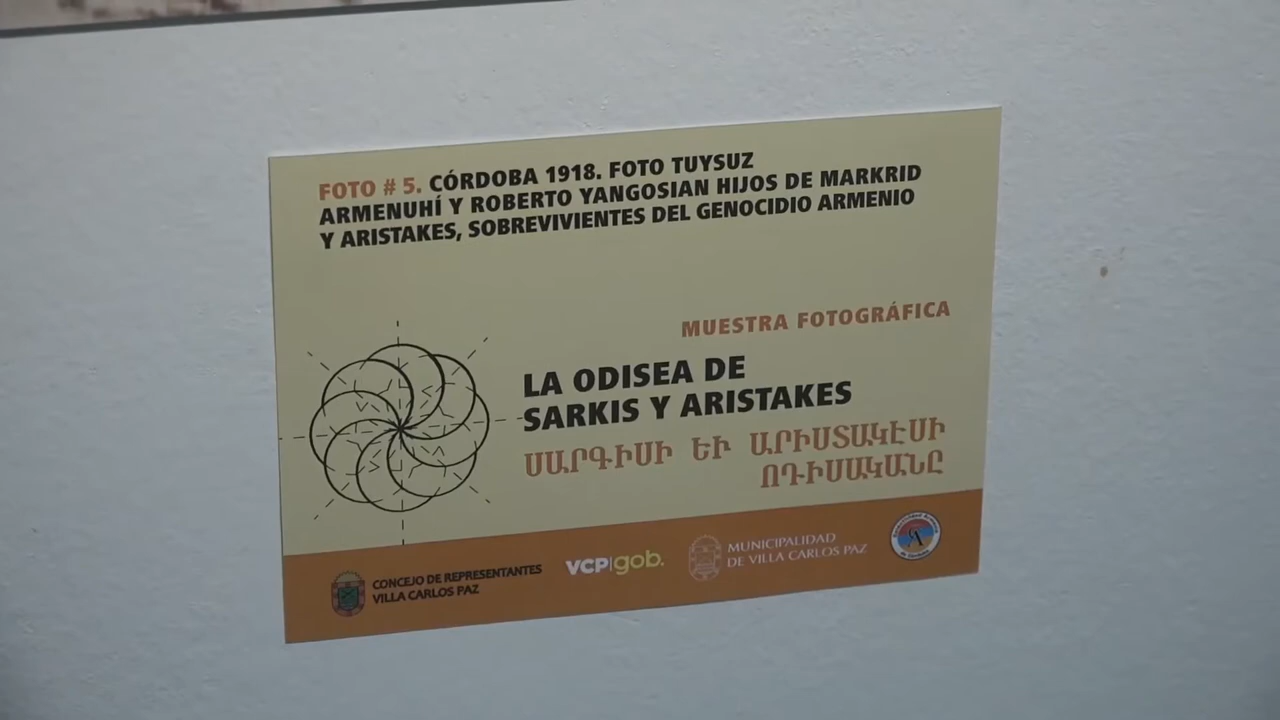 FOTO # 5. CÓRDOBA 1918. FOTO TUYSUZ
ARMENUHÍ Y ROBERTO YANGOSIAN HIJOS DE MARKRID
Y ARISTAKES, SOBREVIVIENTES DEL GENOCIDIO ARMENIO
MUESTRA FOTOGRÁFICA
LA ODISEA DE
SARKIS Y ARISTAKES
ՍԱՐԳԻՍԻ ԵՒ ԱՐԻՍՏԱԿԷՍԻ
ՈԴԻՍԱԿԱՆԸ
CONCEJO DE REPRESENTANTES
VILLA CARLOS PAZ
VCP|gob.
MUNICIPALIDAD
DE VILLA CARLOS PAZ